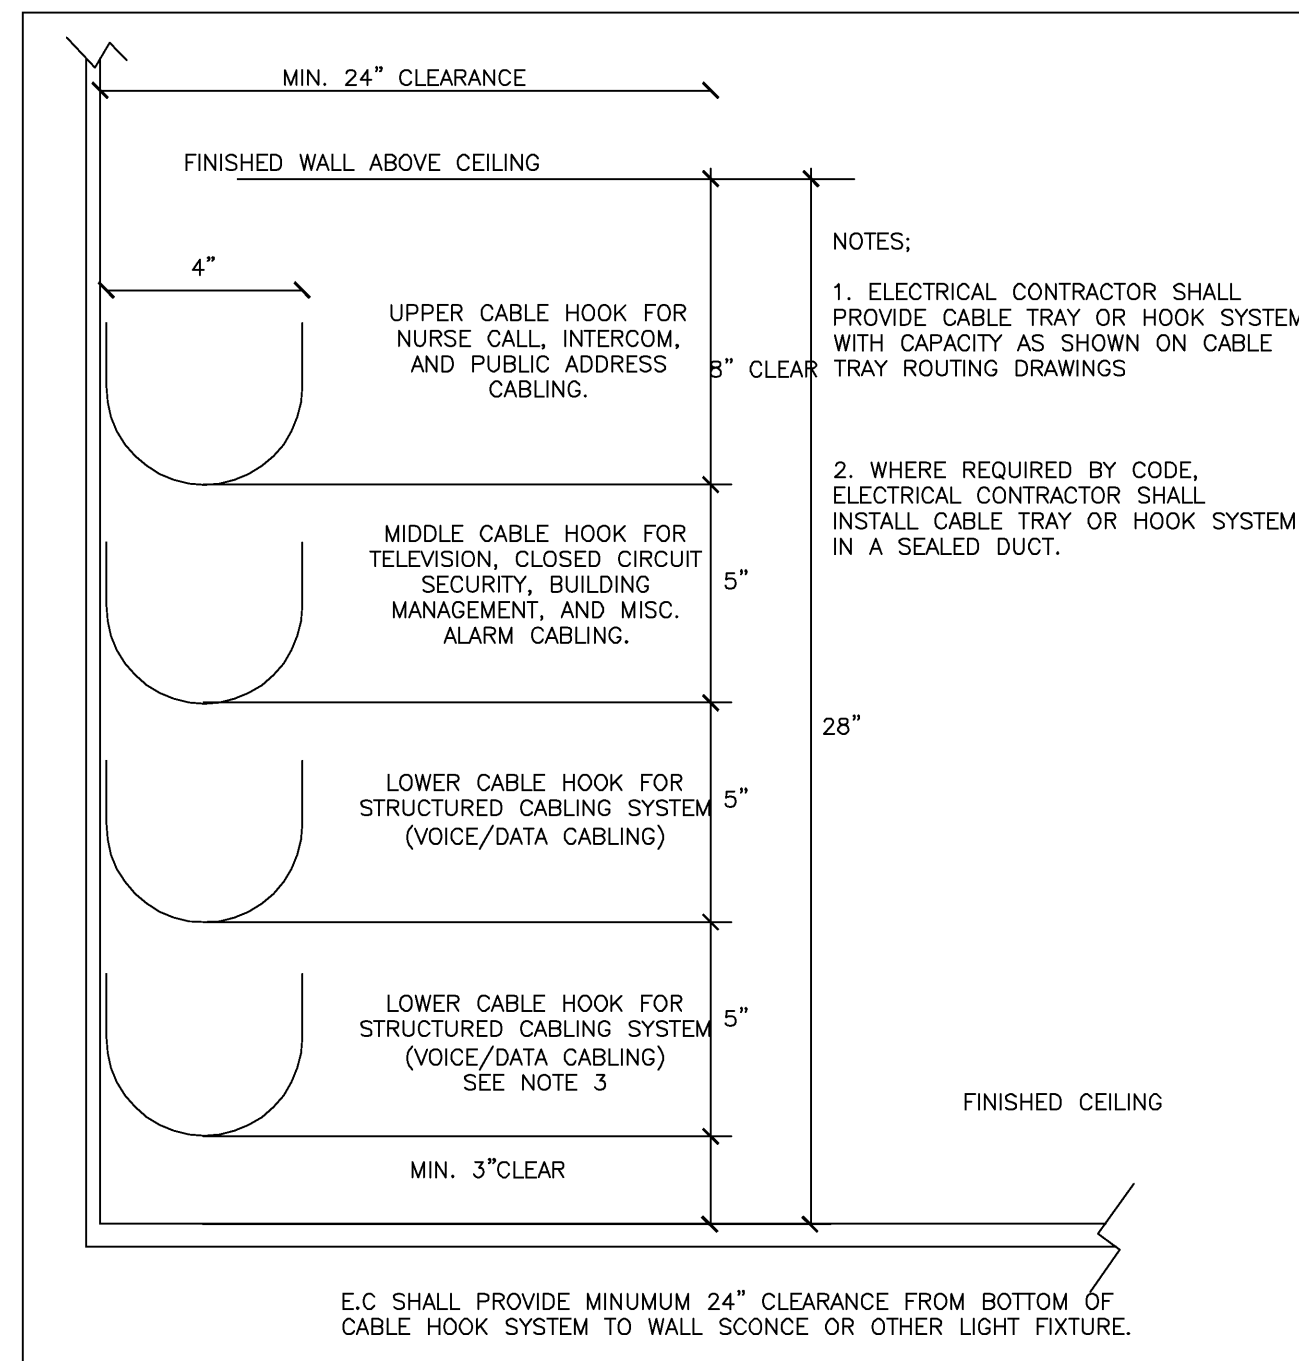 MIN. 24" CLEARANCE
FINISHED WALL ABOVE CEILING
4"
UPPER CABLE HOOK FOR
NURSE CALL, INTERCOM,
AND PUBLIC ADDRESS
CABLING.
8" CLEAR
MIDDLE CABLE HOOK FOR
TELEVISION, CLOSED CIRCUIT
SECURITY, BUILDING
MANAGEMENT, AND MISC.
ALARM CABLING.
5"
28"
LOWER CABLE HOOK FOR
STRUCTURED CABLING SYSTEM
(VOICE/DATA CABLING)
5"
LOWER CABLE HOOK FOR
STRUCTURED CABLING SYSTEM
(VOICE/DATA CABLING)
SEE NOTE 3
5"
MIN. 3"CLEAR
NOTES;
1. ELECTRICAL CONTRACTOR SHALL
PROVIDE CABLE TRAY OR HOOK SYSTEM
WITH CAPACITY AS SHOWN ON CABLE
TRAY ROUTING DRAWINGS
2. WHERE REQUIRED BY CODE,
ELECTRICAL CONTRACTOR SHALL
INSTALL CABLE TRAY OR HOOK SYSTEM
IN A SEALED DUCT.
FINISHED CEILING
E.C SHALL PROVIDE MINUMUM 24" CLEARANCE FROM BOTTOM OF
CABLE HOOK SYSTEM TO WALL SCONCE OR OTHER LIGHT FIXTURE.